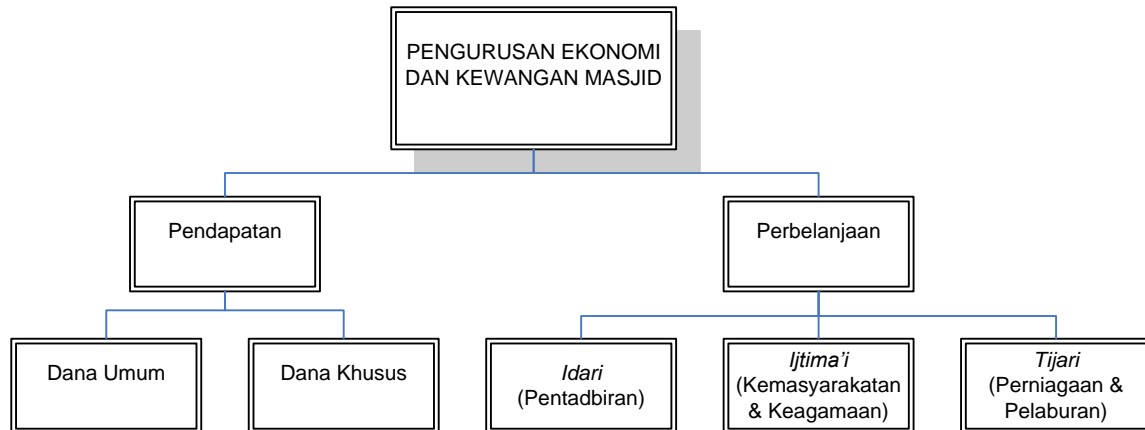 PENGURUSAN EKONOMI
DAN KEWANGAN MASJID
Pendapatan
Perbelanjaan
Dana Umum
Dana Khusus
Idari
(Pentadbiran)
Ijtima'i
(Kemasyarakatan
& Keagamaan)
Tijari
(Perniagaan &
Pelaburan)